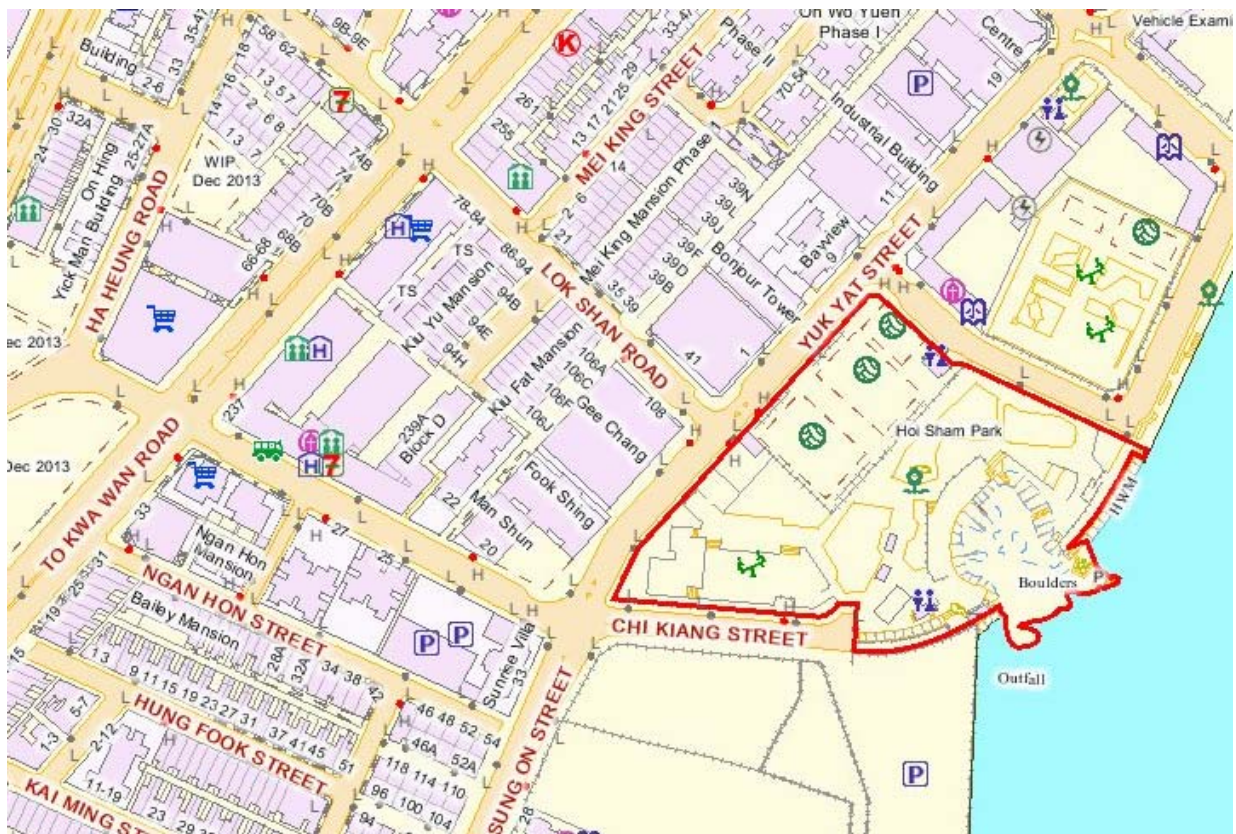 9B-9E
35-47
Building
2-6
33
18
58
62
14 - 16
1 3 5 7
2 6 8
1 3 - 7
WIP
Dec 2013
74B
74
70B
70
68B
66-68
32A
30
24
On Hing
Building 25-27A
Yick Man
HA HEUNG ROAD
261
255
33-47
29
13 17 21 25
MEI KING STREET
14
2 - 6
21
Phase II
On Wo Yuen
Phase I
70-54
Centre
19
Vehicle Exami
Industrial Building
11
Bayview
9
Mei King Mansion Phase I
39N
39L
39J
39F
39D
39B
35-39
Bonjour Tower
41
1
YUK YAT STREET
LOK SHAN ROAD
78-84
86-94
TS
TS
Kiu Yu Mansion
94B
94E
94H
Kiu Fat Mansion
106A
106C
106F
106J
Gee Chang
108
Fook Shing
Man Shun
20
22
239A
Block D
237
ec 2013
Dec 2013
TO KWA WAN ROAD
Hoi Sham Park
HWM
Boulders
P
Outfall
CHI KIANG STREET
33
Ngan Hon
Mansion
27
25
31
25
19
15
NGAN HON STREET
Bailey Mansion
28A
32A
34
38
42
Sunrise Villa
33
P
P
P
P
1 3
9 11 15 19 23 27 31
37 41 45
51
HUNG FOOK STREET
5-7
1-3
2-12
11-19
KAI MING ST
23
29
46 48 52 54
46A
52A
118 114 110
96 100 104
94
SUNG ON STREET
28